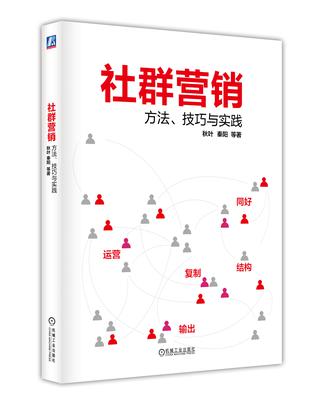 社群营销
方法、技巧与实践
秋叶 秦阳 等著
社群营销
方法、技巧与实践
秋叶 秦阳 等著
同好
运营
结构
复制
输出
机械工业出版社